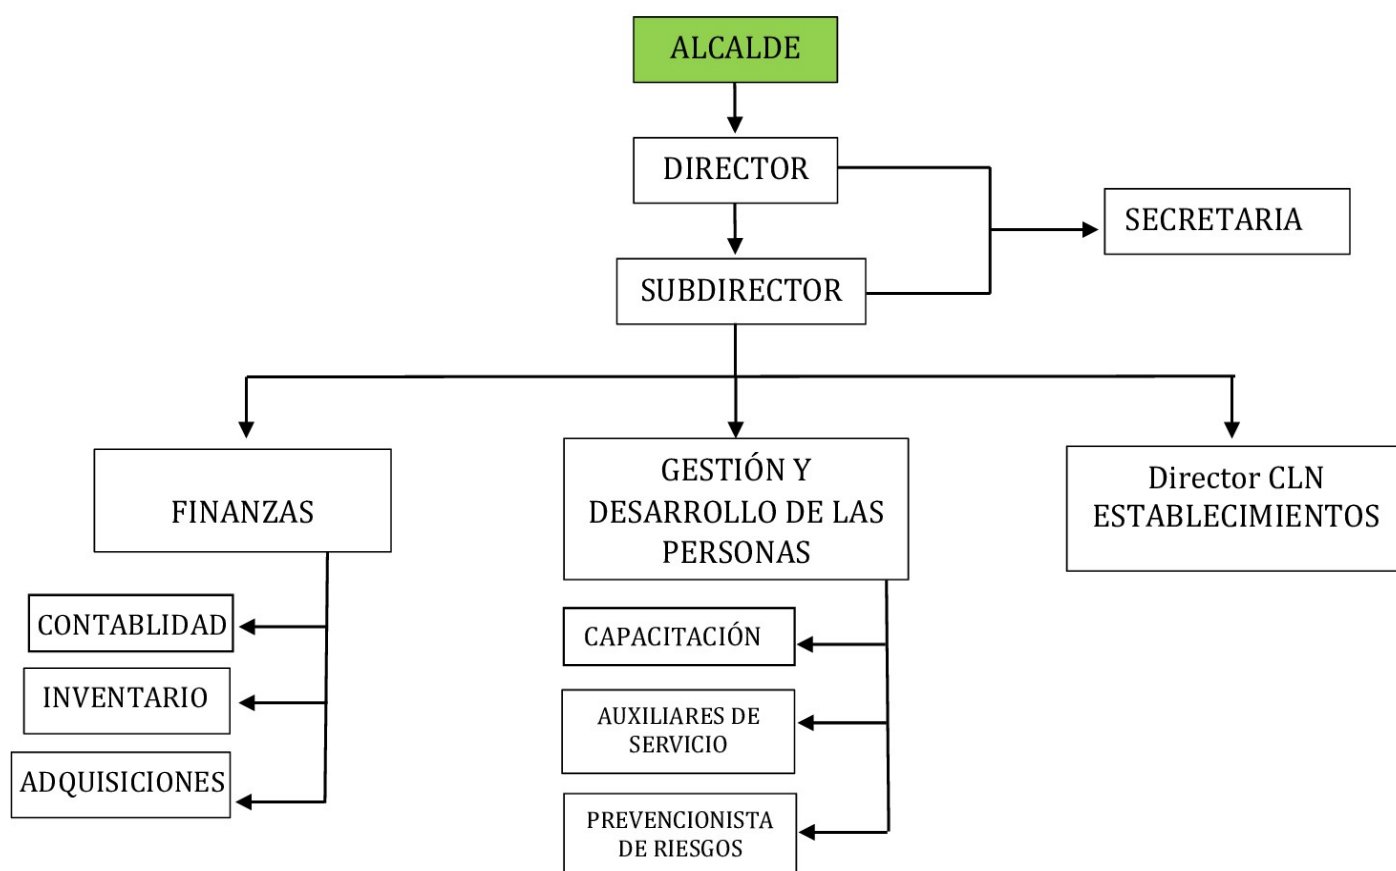 ALCALDE
DIRECTOR
SECRETARIA
SUBDIRECTOR
FINANZAS
GESTIÓN Y
DESARROLLO DE LAS
PERSONAS
Director CLN
ESTABLECIMIENTOS
CONTABLIDAD
INVENTARIO
ADQUISICIONES
CAPACITACIÓN
AUXILIARES DE
SERVICIO
PREVENCIONISTA
DE RIESGOS